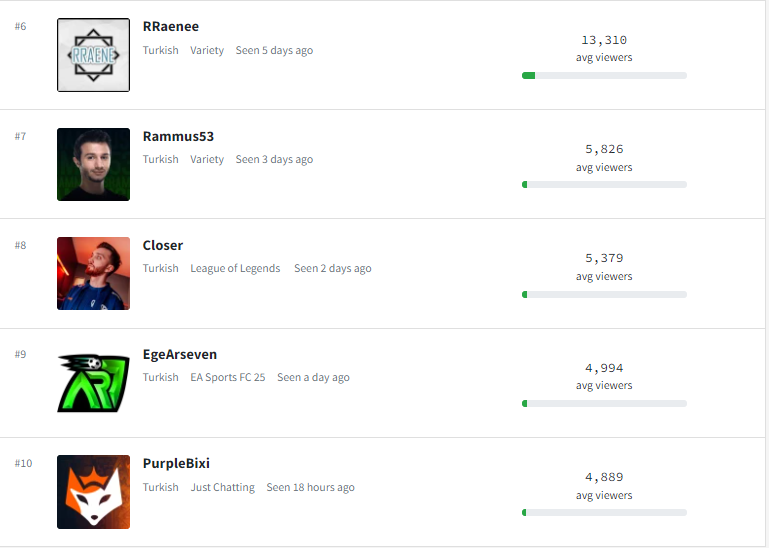 #6
RRaenee
Turkish Variety Seen 5 days ago
13,310
avg viewers
RRAENE
#7
Rammus53
Turkish Variety Seen 3 days ago
5,826
avg viewers
#8
Closer
Turkish League of Legends Seen 2 days ago
5,379
avg viewers
#9
EgeArseven
Turkish EA Sports FC 25 Seen a day ago
4,994
avg viewers
AR7
#10
PurpleBixi
Turkish Just Chatting Seen 18 hours ago
4,889
avg viewers